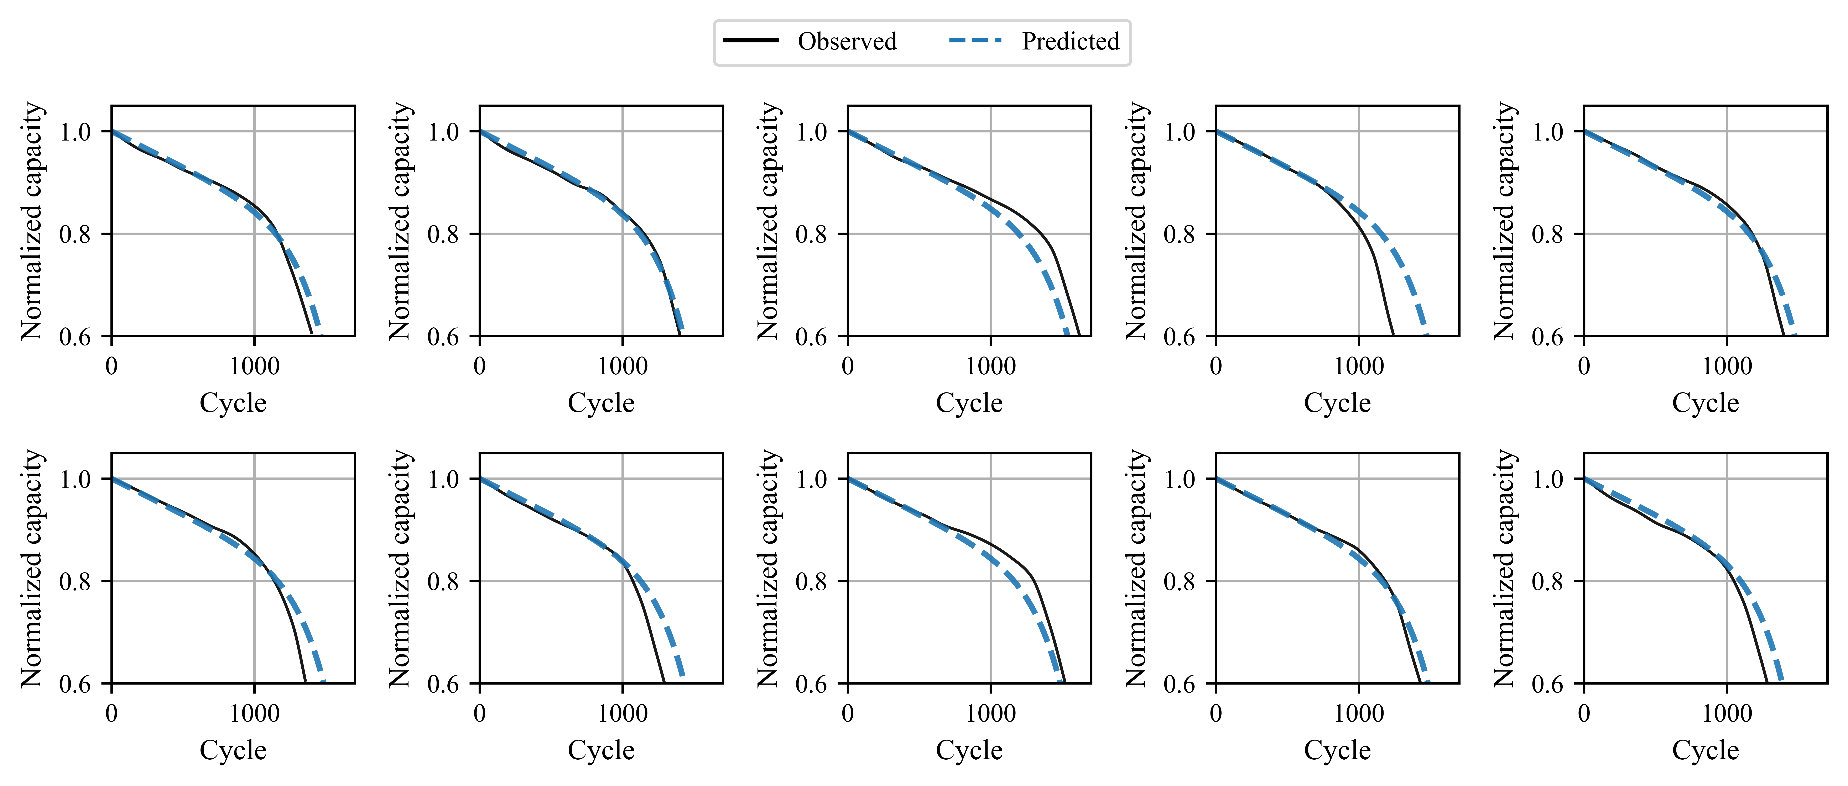 Observed Predicted
Normalized capacity Normalized capacity Normalized capacity Normalized capacity Normalized capacity
1.0 1.0 1.0 1.0 1.0
0.8 0.8 0.8 0.8 0.8
0.6 0.6 0.6 0.6 0.6
0 1000 0 1000 0 1000 0 1000 0 1000
Cycle Cycle Cycle Cycle Cycle
Normalized capacity Normalized capacity Normalized capacity Normalized capacity Normalized capacity
1.0 1.0 1.0 1.0 1.0
0.8 0.8 0.8 0.8 0.8
0.6 0.6 0.6 0.6 0.6
0 1000 0 1000 0 1000 0 1000 0 1000
Cycle Cycle Cycle Cycle Cycle